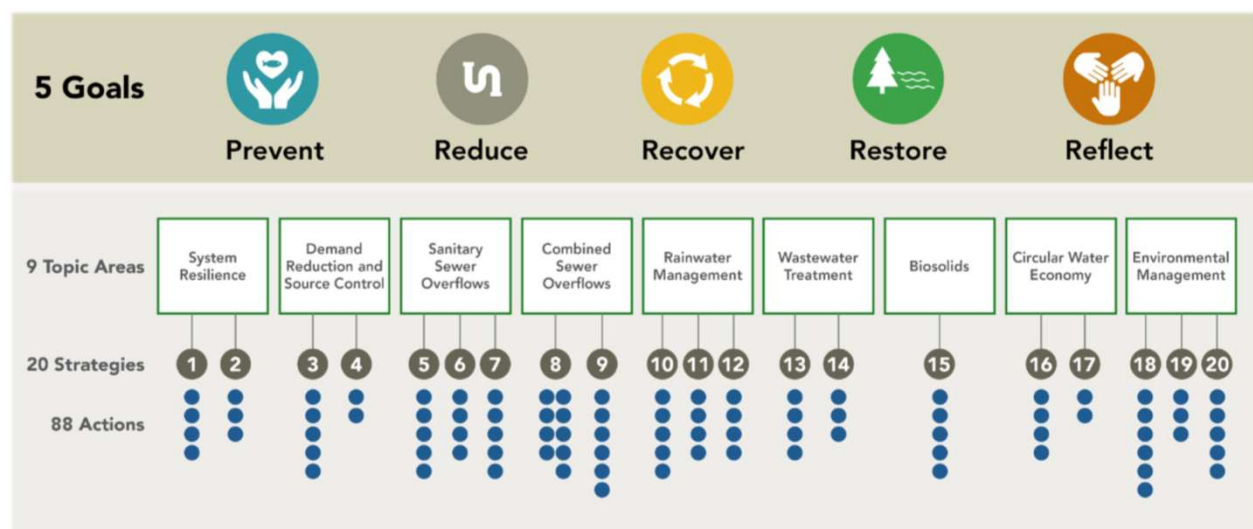 5 Goals
Prevent
Reduce
Recover
Restore
Reflect
9 Topic Areas
System
Resilience
Demand
Reduction and
Source Control
Sanitary
Sewer
Overflows
Combined
Sewer
Overflows
Rainwater
Management
Wastewater
Treatment
Biosolids
Circular Water
Economy
Environmental
Management
20 Strategies
1 2 3 4 5 6 7 8 9 10 11 12 13 14 15 16 17 18 19 20
88 Actions